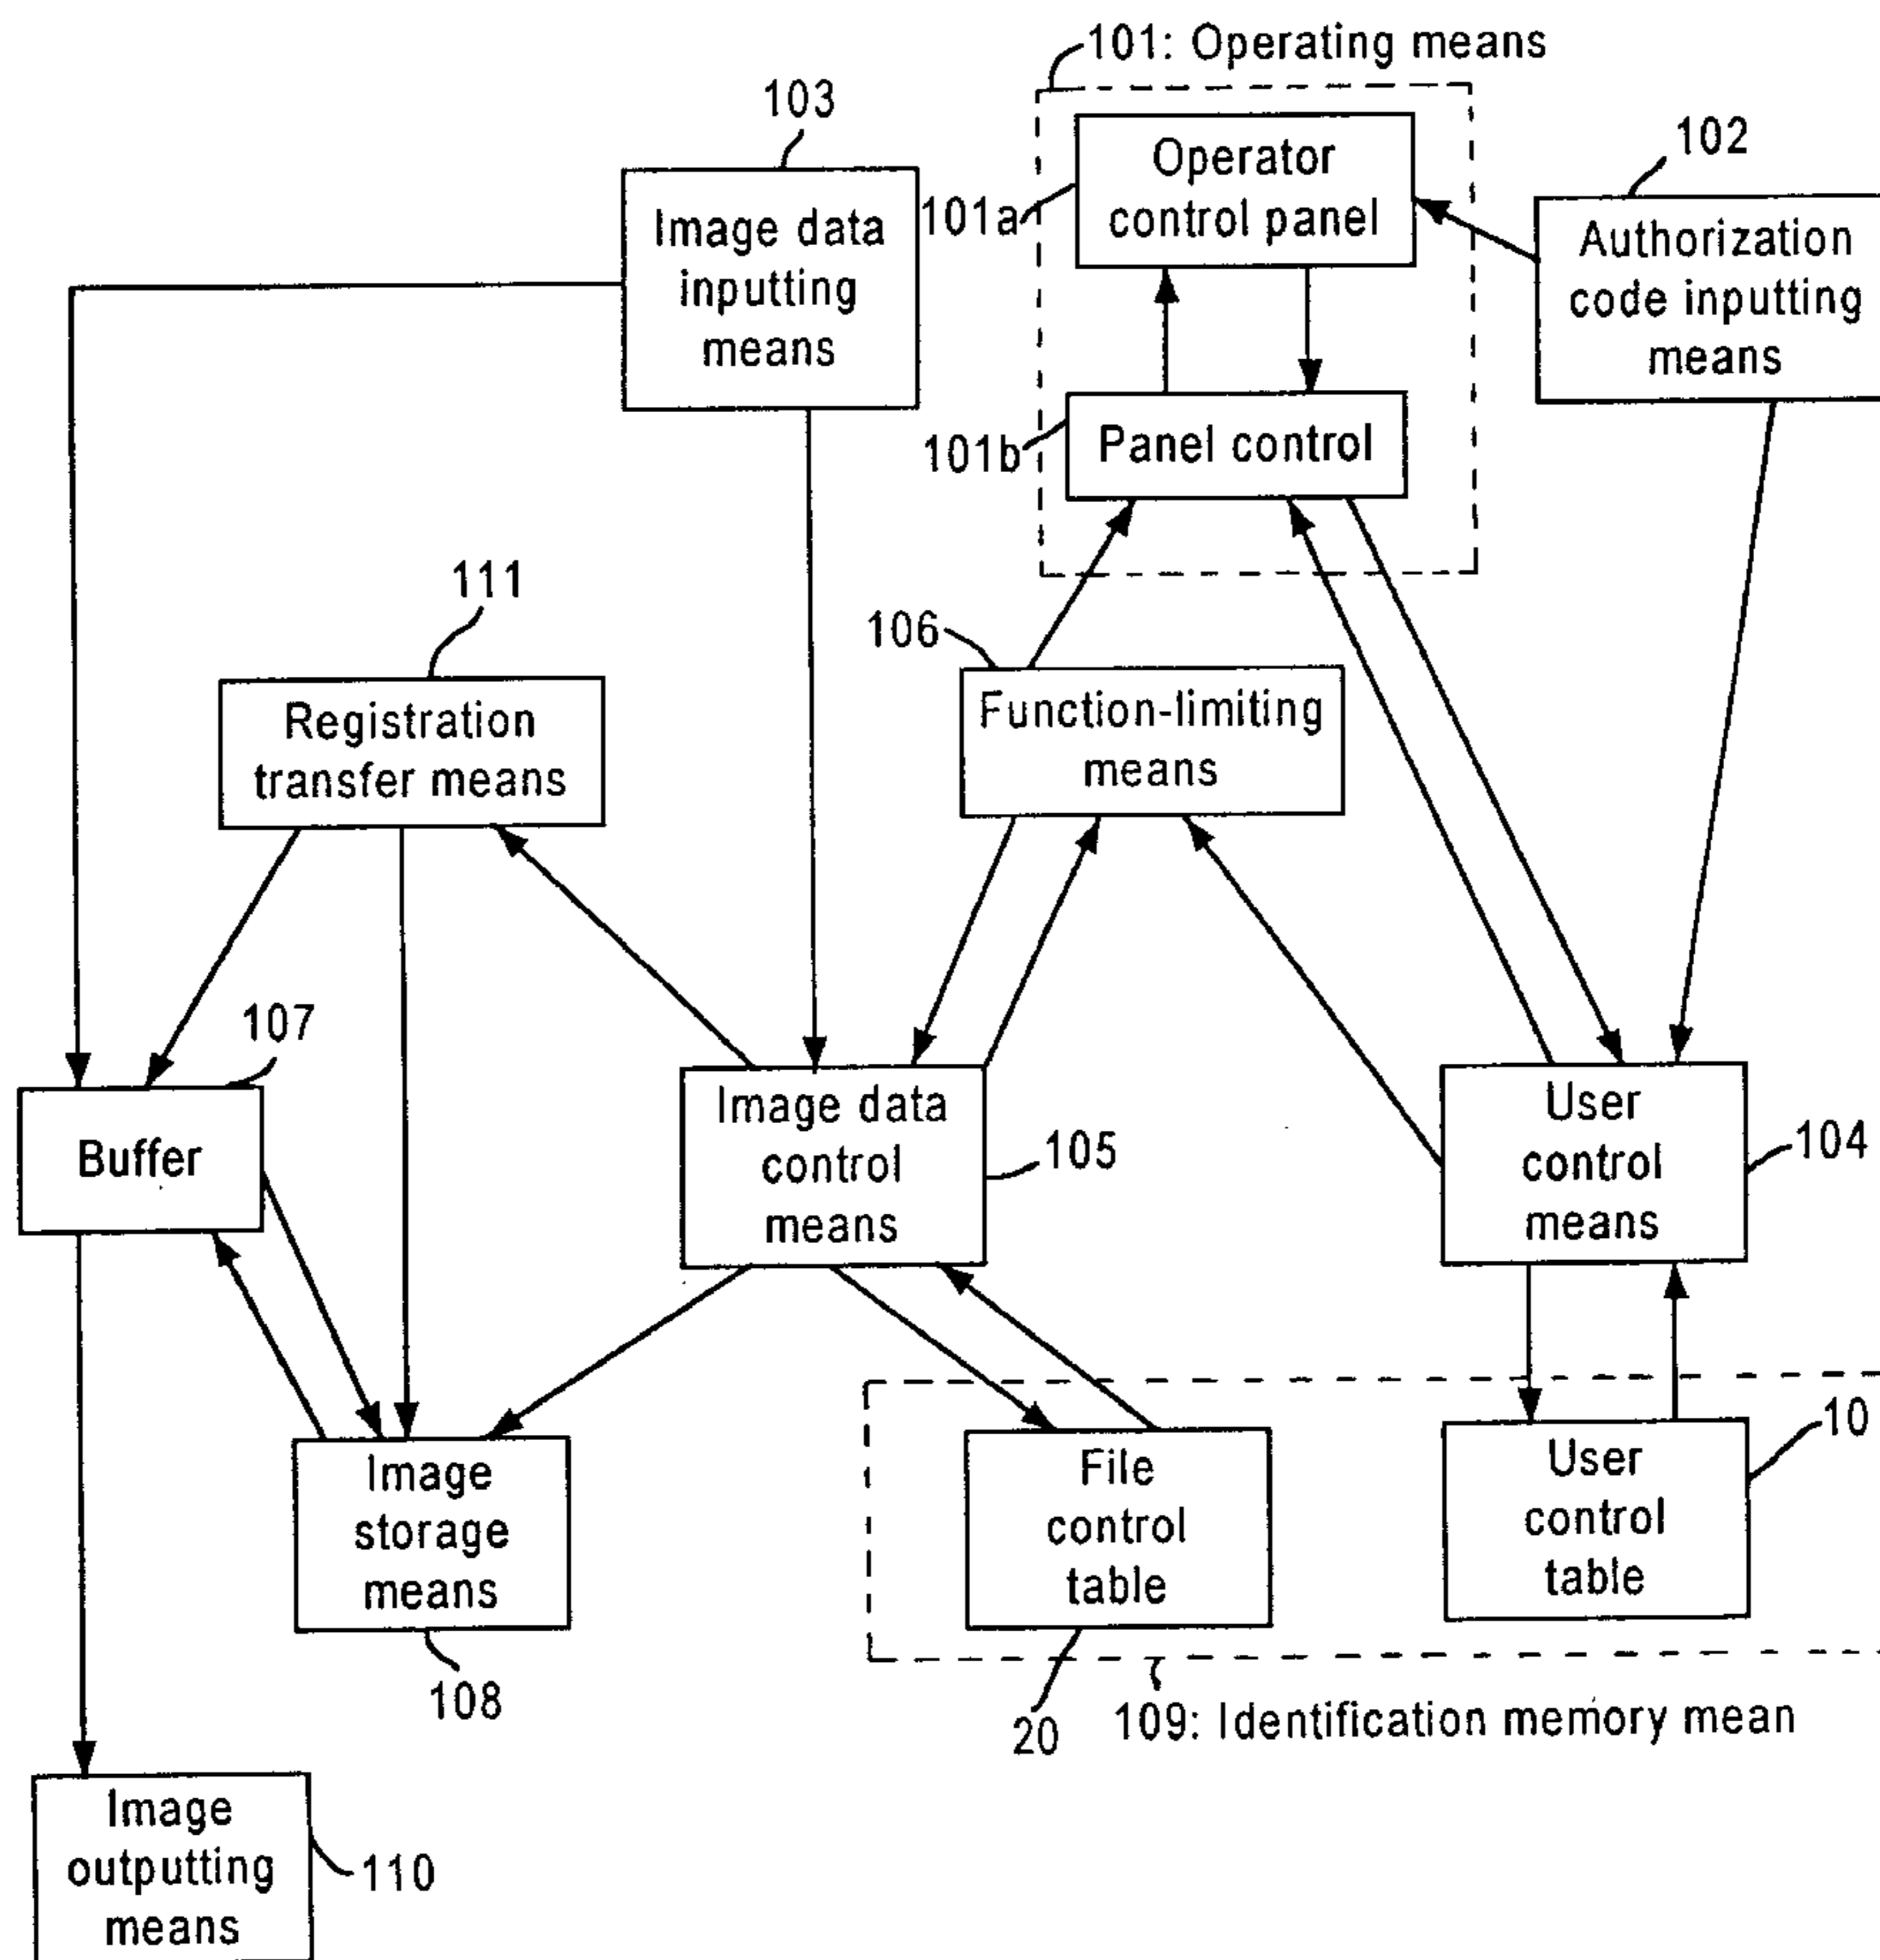 101: Operating means
103
102
Operator
control panel
101a
Authorization
code inputting
means
Image data
inputting
means
101b
Panel control
111
106
Registration
transfer means
Function-limiting
means
107
Buffer
Image data
control
means
105
User
control
means
104
10
Image
storage
means
File
control
table
User
control
table
108
20
109: Identification memory mean
Image
outputting
means
110